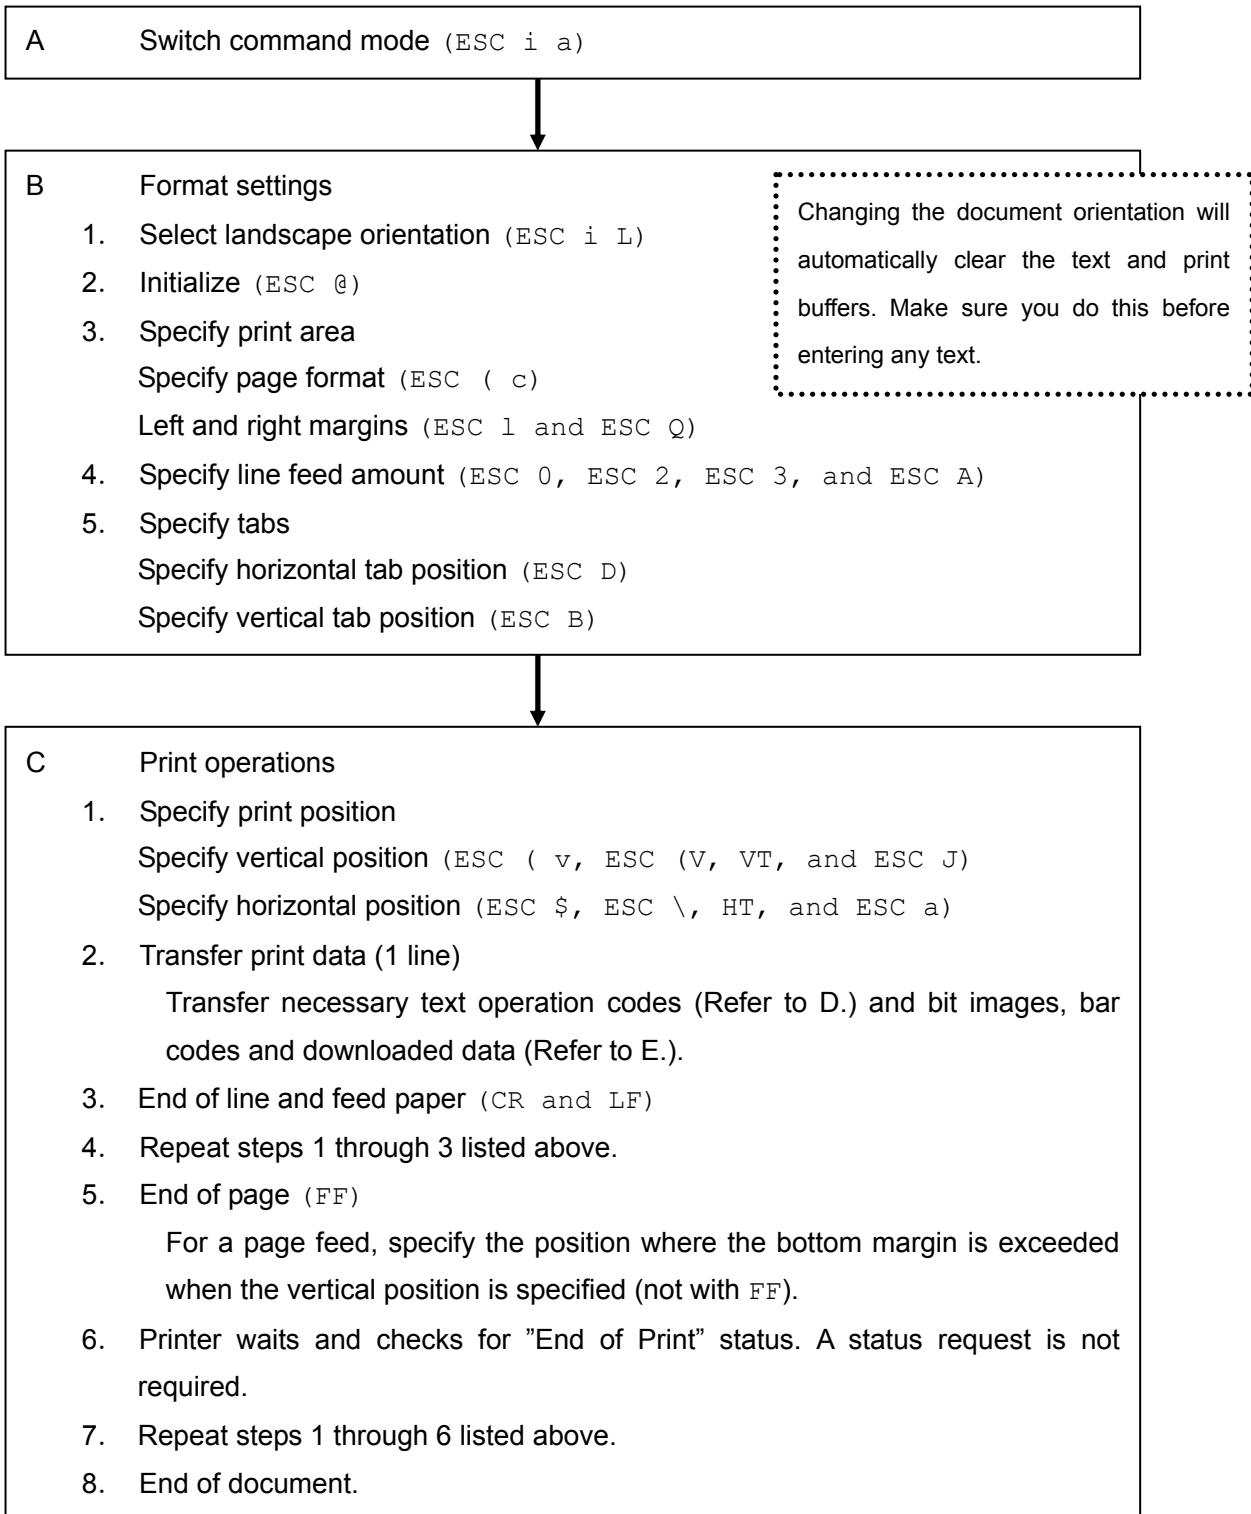 A Switch command mode (ESC i a)
B Format settings
1. Select landscape orientation (ESC i L)
2. Initialize (ESC @)
3. Specify print area
Specify page format (ESC ( c)
Left and right margins (ESC l and ESC Q)
4. Specify line feed amount (ESC 0, ESC 2, ESC 3, and ESC A)
5. Specify tabs
Specify horizontal tab position (ESC D)
Specify vertical tab position (ESC B)
Changing the document orientation will
automatically clear the text and print
buffers. Make sure you do this before
entering any text.
C Print operations
1. Specify print position
Specify vertical position (ESC ( v, ESC (V, VT, and ESC J)
Specify horizontal position (ESC $, ESC \, HT, and ESC a)
2. Transfer print data (1 line)
Transfer necessary text operation codes (Refer to D.) and bit images, bar
codes and downloaded data (Refer to E.).
3. End of line and feed paper (CR and LF)
4. Repeat steps 1 through 3 listed above.
5. End of page (FF)
For a page feed, specify the position where the bottom margin is exceeded
when the vertical position is specified (not with FF).
6. Printer waits and checks for ”End of Print” status. A status request is not
required.
7. Repeat steps 1 through 6 listed above.
8. End of document.